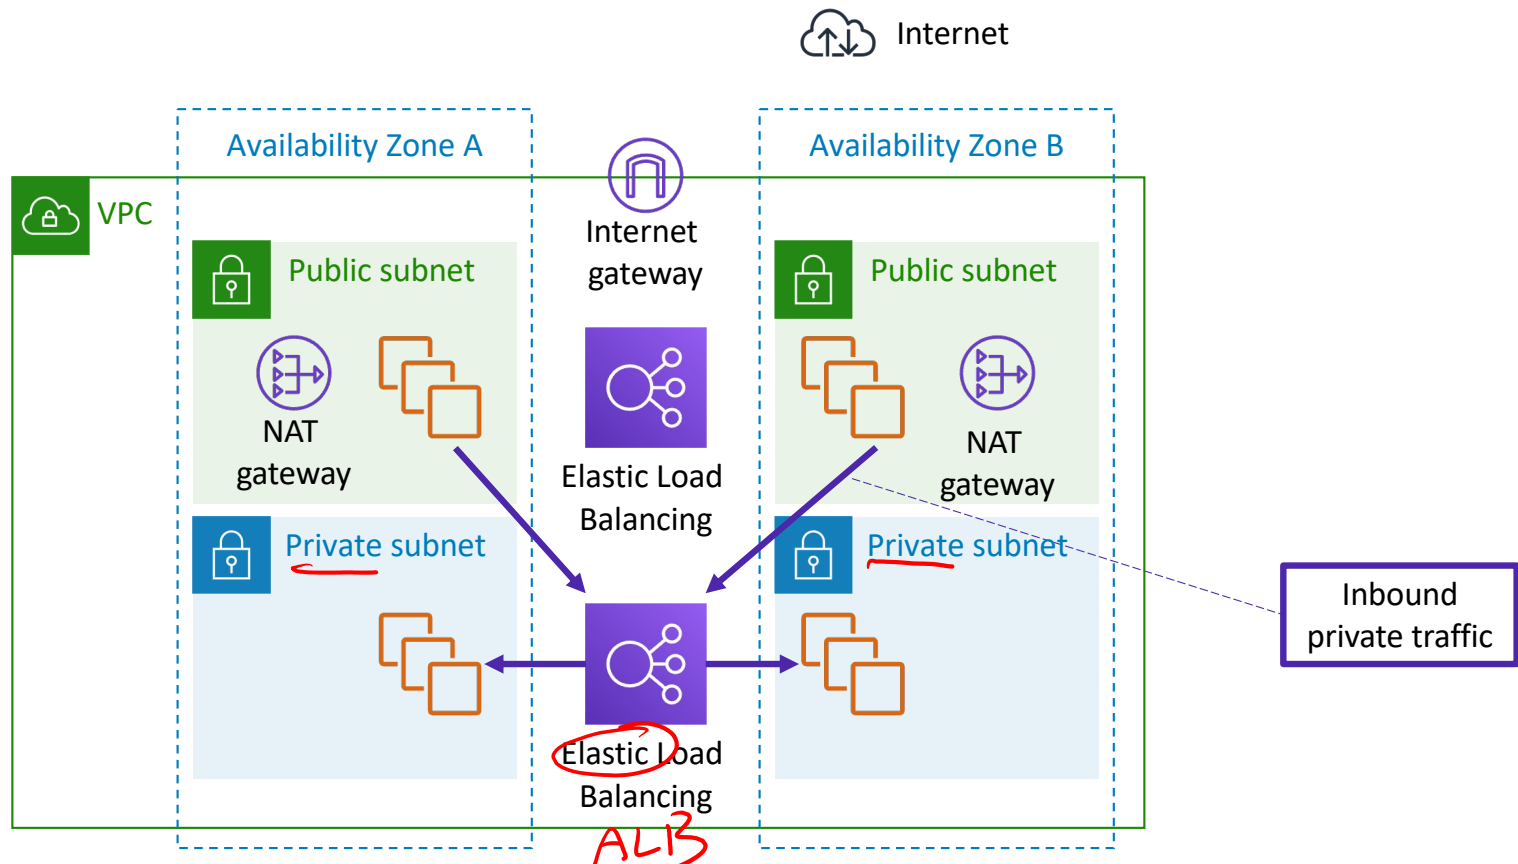 Internet
Availability Zone A
Availability Zone B
VPC
Internet
gateway
Public subnet
Public subnet
NAT
gateway
Elastic Load
Balancing
NAT
gateway
Private subnet
Private subnet
Inbound
private traffic
Elastic Load
Balancing
ALB